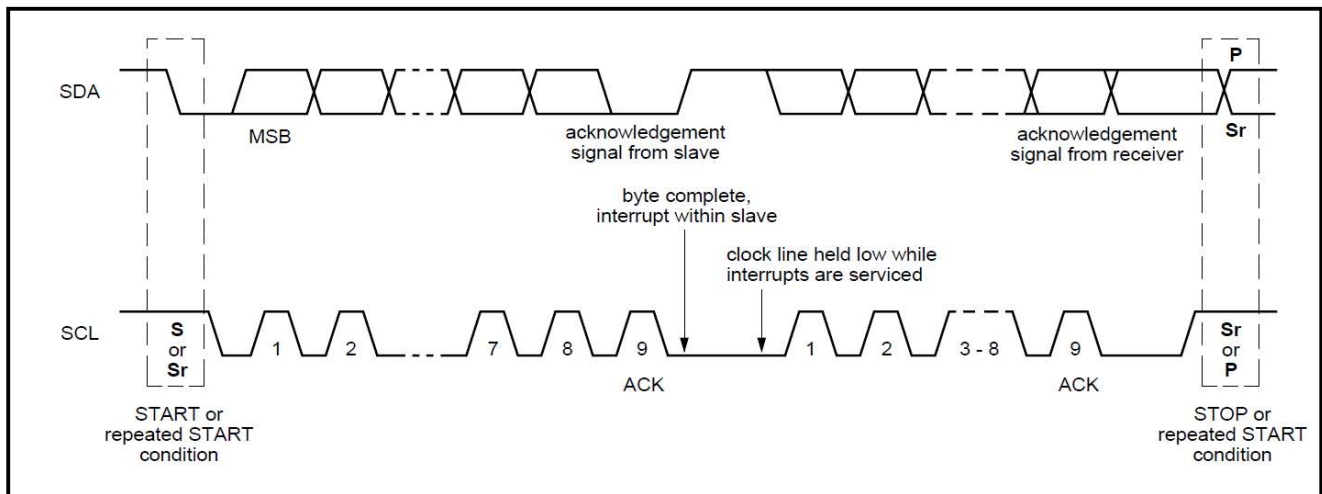 P
SDA
MSB
acknowledgement
signal from slave
acknowledgement
signal from receiver
Sr
byte complete,
interrupt within slave
clock line held low while
interrupts are serviced
SCL
S
or
Sr
1
2
7
8
9
1
2
3 - 8
9
Sr
or
P
ACK
ACK
START or
repeated START
condition
STOP or
repeated START
condition